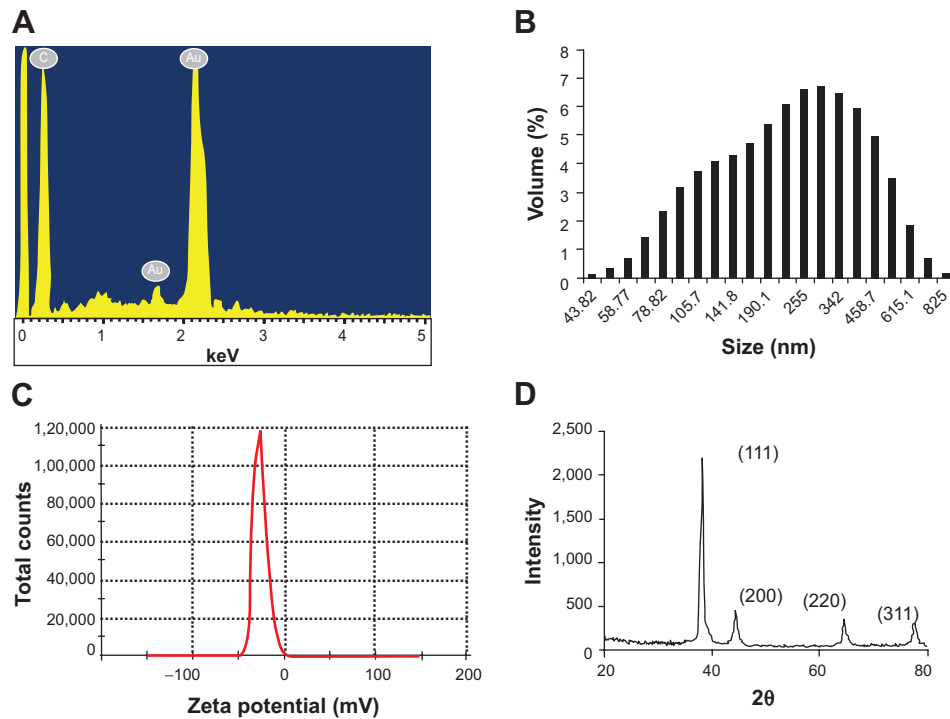 A
C
Au
Au
0 1 2 3 4 5
keV
B
Volume (%)
8
7
6
5
4
3
2
1
0
43.82 58.77 78.82 105.7 141.8 190.1 255 342 458.7 615.1 825
Size (nm)
C
Total counts
1,20,000
1,00,000
80,000
60,000
40,000
20,000
0
–100 0 100 200
Zeta potential (mV)
D
Intensity
2,500
2,000
1,500
1,000
500
0
(111)
(200)
(220)
(311)
20 40 60 80
2θ